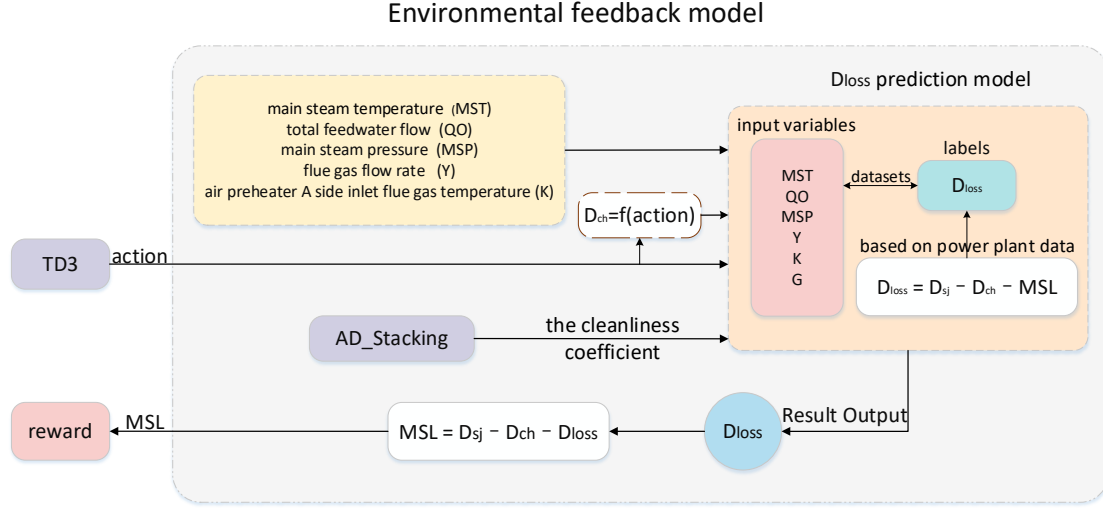 Environmental feedback model
main steam temperature (MST)
total feedwater flow (QO)
main steam pressure (MSP)
flue gas flow rate (Y)
air preheater A side inlet flue gas temperature (K)
Dloss prediction model
input variables
MST
QO
MSP
Y
K
G
datasets
labels
Dloss
based on power plant data
Dloss = Dsj − Dch − MSL
Dch=f(action)
TD3
action
AD_Stacking
the cleanliness
coefficient
reward
MSL
MSL = Dsj − Dch − Dloss
Dloss
Result Output